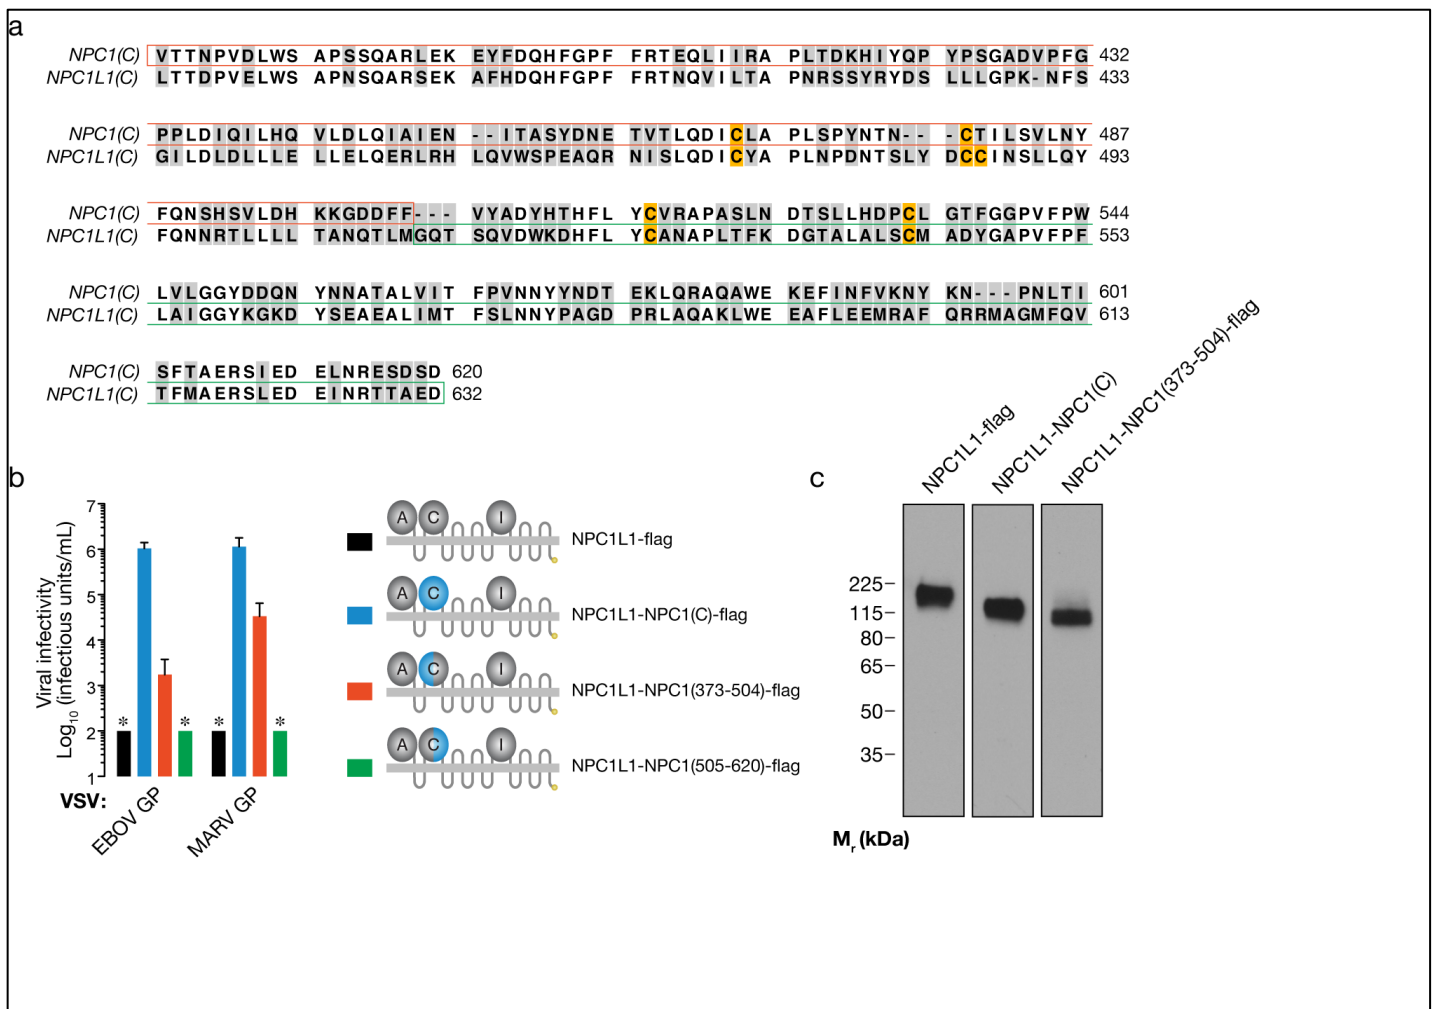 a
NPC1(C) VTTNPVDLWS APSSQARLEK EYFDQHFGPF FRTEQLI IRA PLTDKHIYQP YPSGADVPFG 432
NPC1L1(C) LTTDPVELWS APNSQARSEK AFHDQHFGPF FRTNQVILTA PNRSSYRYDS LLLGPK-NFS 433
NPC1(C) PPLDIQILHQ VLDLQIAIEN --ITASYDNE TVTLQDICLA PLSPYNTN-- -CTILSVLNY 487
NPC1L1(C) GILDLDLLLE LLELQERLRH LQVWSPEAQR NISLQDICYA PLNPDNTSLY DCCINSLLQY 493
NPC1(C) FQNSHSVLDH KKGDDFF--- VYADYHTHFL YCVRAPASLN DTSLLHDPCL GTFGGPVFPW 544
NPC1L1(C) FQNNRTLLLL TANQTLMGQT SQVDWKDHFL YCANAPLTFK DGTALALSCM ADYGAPVFPF 553
NPC1(C) LVLGGYDDQN YNNATALVIT FPVNNYYNDT EKLQRAQAWE KEFINFVKNY KN---PNLTI 601
NPC1L1(C) LAIGGYKGKD YSEAEALIMT FSLNNYPAGD PRLAQAKLWE EAFLEEMRAF QRRMAGMFQV 613
NPC1(C) SFTAERSIED ELNRESDSD 620
NPC1L1(C) TFMAERSLED EINRTTAED 632
b
Viral infectivity
Log10 (infectious units/mL)
7
6
5
4
3
2
1
* * * *
VSV:
EBOV GP
MARV GP
A C I NPC1L1-flag
A C I NPC1L1-NPC1(C)-flag
A C I NPC1L1-NPC1(373-504)-flag
A C I NPC1L1-NPC1(505-620)-flag
c
NPC1L1-flag
NPC1L1-NPC1(C)
NPC1L1-NPC1(373-504)-flag
225
115
80
65
50
35
Mr (kDa)